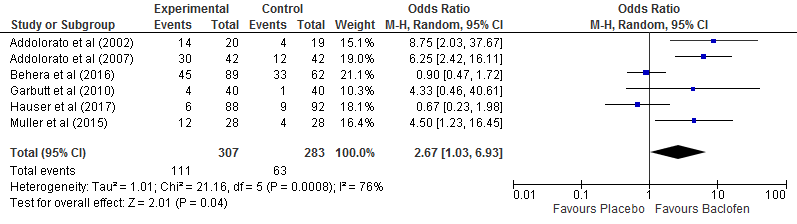 Experimental Control Odds Ratio Odds Ratio
Study or Subgroup Events Total Events Total Weight M-H, Random, 95% CI M-H, Random, 95% CI
Addolorato et al (2002) 14 20 4 19 15.1% 8.75 [2.03, 37.67]
Addolorato et al (2007) 30 42 12 42 19.0% 6.25 [2.42, 16.11]
Behera et al (2016) 45 89 33 62 21.2% 0.90 [0.47, 1.72]
Garbutt et al (2010) 4 40 1 40 10.3% 4.33 [0.46, 40.61]
Hauser et al (2017) 6 88 9 92 18.1% 0.67 [0.23, 1.98]
Muller et al (2015) 12 28 4 28 16.4% 4.50 [1.23, 16.45]
Total (95% CI) 307 283 100.0% 2.67 [1.03, 6.93]
Total events 111 63
Heterogeneity: Tau² = 1.01; Chi² = 21.16, df = 5 (P = 0.0008); I² = 76%
Test for overall effect: Z = 2.01 (P = 0.04)
0.01 0.1 1 10 100
Favours Placebo Favours Baclofen